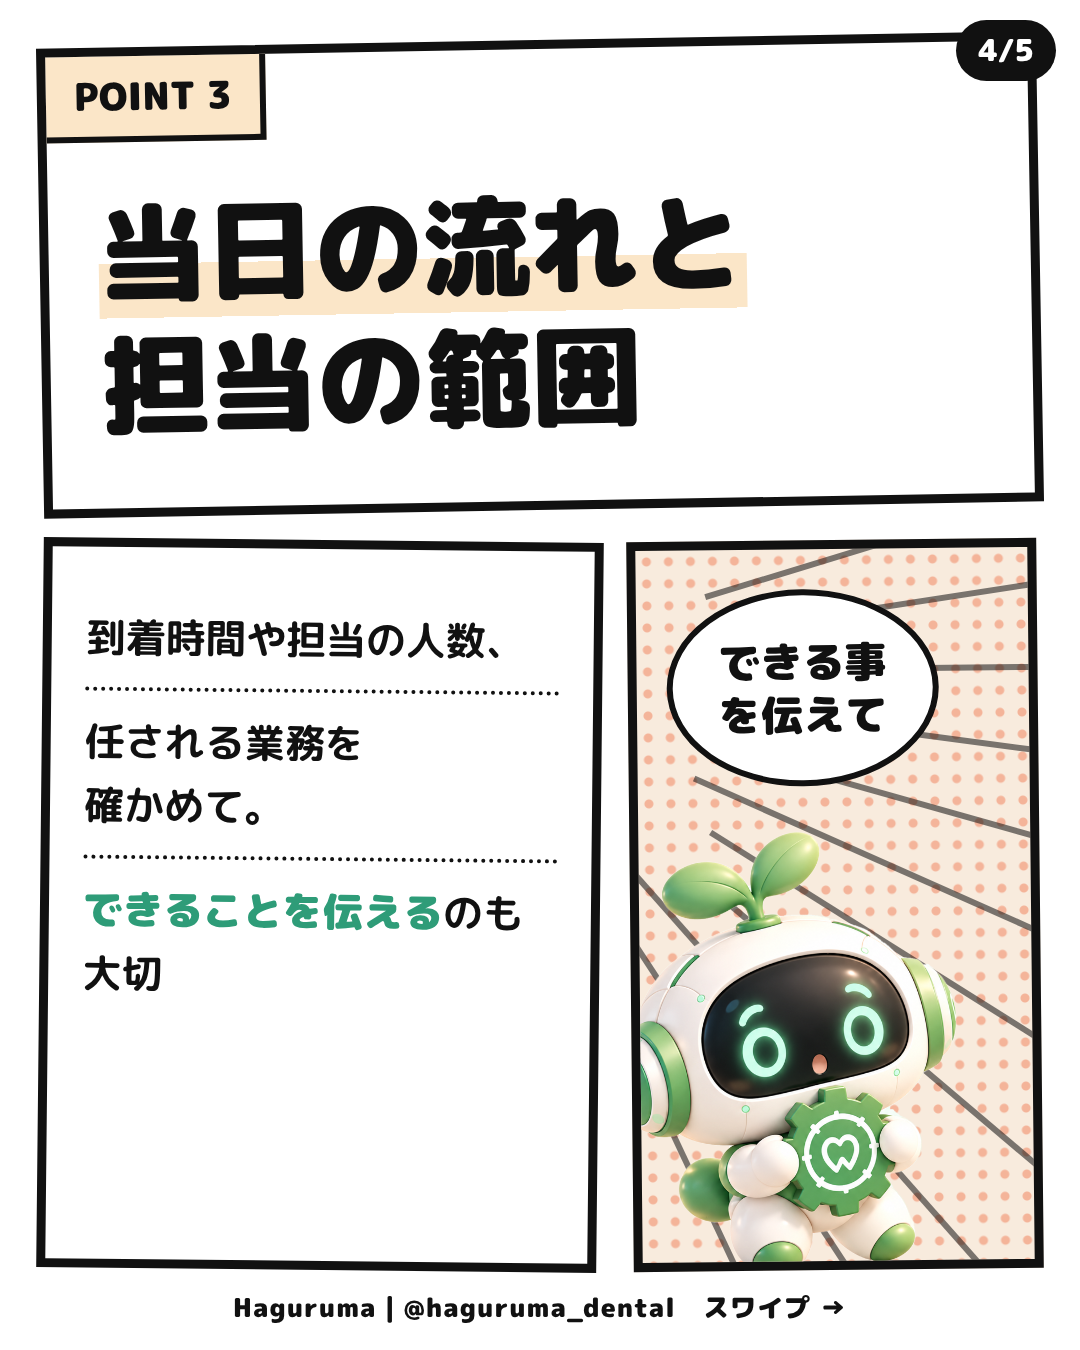 4/5
POINT 3
当日の流れと
担当の範囲
到着時間や担当の人数、
任される業務を
確かめて。
できることを伝えるのも
大切
できる事
を伝えて
Haguruma | @haguruma_dental スワイプ →